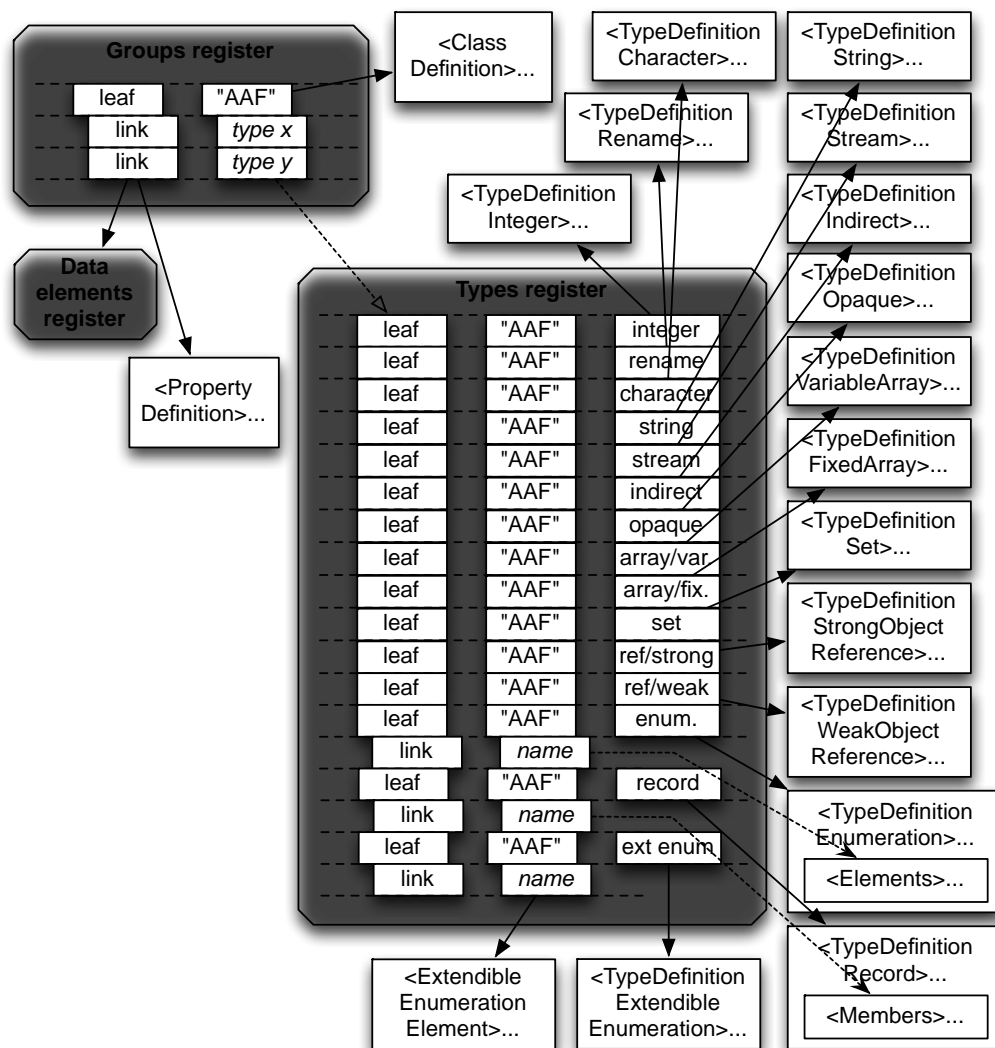 Groups register
leaf "AAF"
link type x
link type y
Data
elements
register
<Property
Definition>...
<Class
Definition>...
<TypeDefinition
Character>...
<TypeDefinition
Rename>...
<TypeDefinition
Integer>...
<TypeDefinition
String>...
<TypeDefinition
Stream>...
<TypeDefinition
Indirect>...
<TypeDefinition
Opaque>...
<TypeDefinition
VariableArray>...
<TypeDefinition
FixedArray>...
<TypeDefinition
Set>...
<TypeDefinition
StrongObject
Reference>...
<TypeDefinition
WeakObject
Reference>...
<TypeDefinition
Enumeration>...
<Elements>...
<TypeDefinition
Record>...
<Members>...
Types register
leaf "AAF" integer
leaf "AAF" rename
leaf "AAF" character
leaf "AAF" string
leaf "AAF" stream
leaf "AAF" indirect
leaf "AAF" opaque
leaf "AAF" array/var.
leaf "AAF" array/fix.
leaf "AAF" set
leaf "AAF" ref/strong
leaf "AAF" ref/weak
leaf "AAF" enum.
link name
leaf "AAF" record
link name
leaf "AAF" ext enum
link name
<Extendible
Enumeration
Element>...
<TypeDefinition
Extendible
Enumeration>...